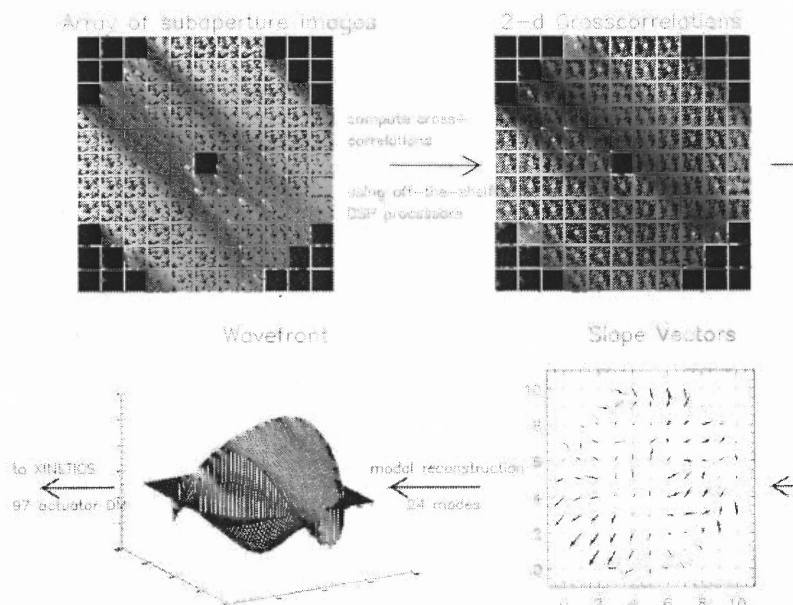 Array of subaperture images
2-d Crosscorrelations
compute cross-
correlations
using off-the-shelf
DSP processors
Wavefront
Slope Vectors
to XINETICS
97 actuator DM
modal reconstruction
24 modes
10
8
6
4
2
0
0 2 4 6 8 10